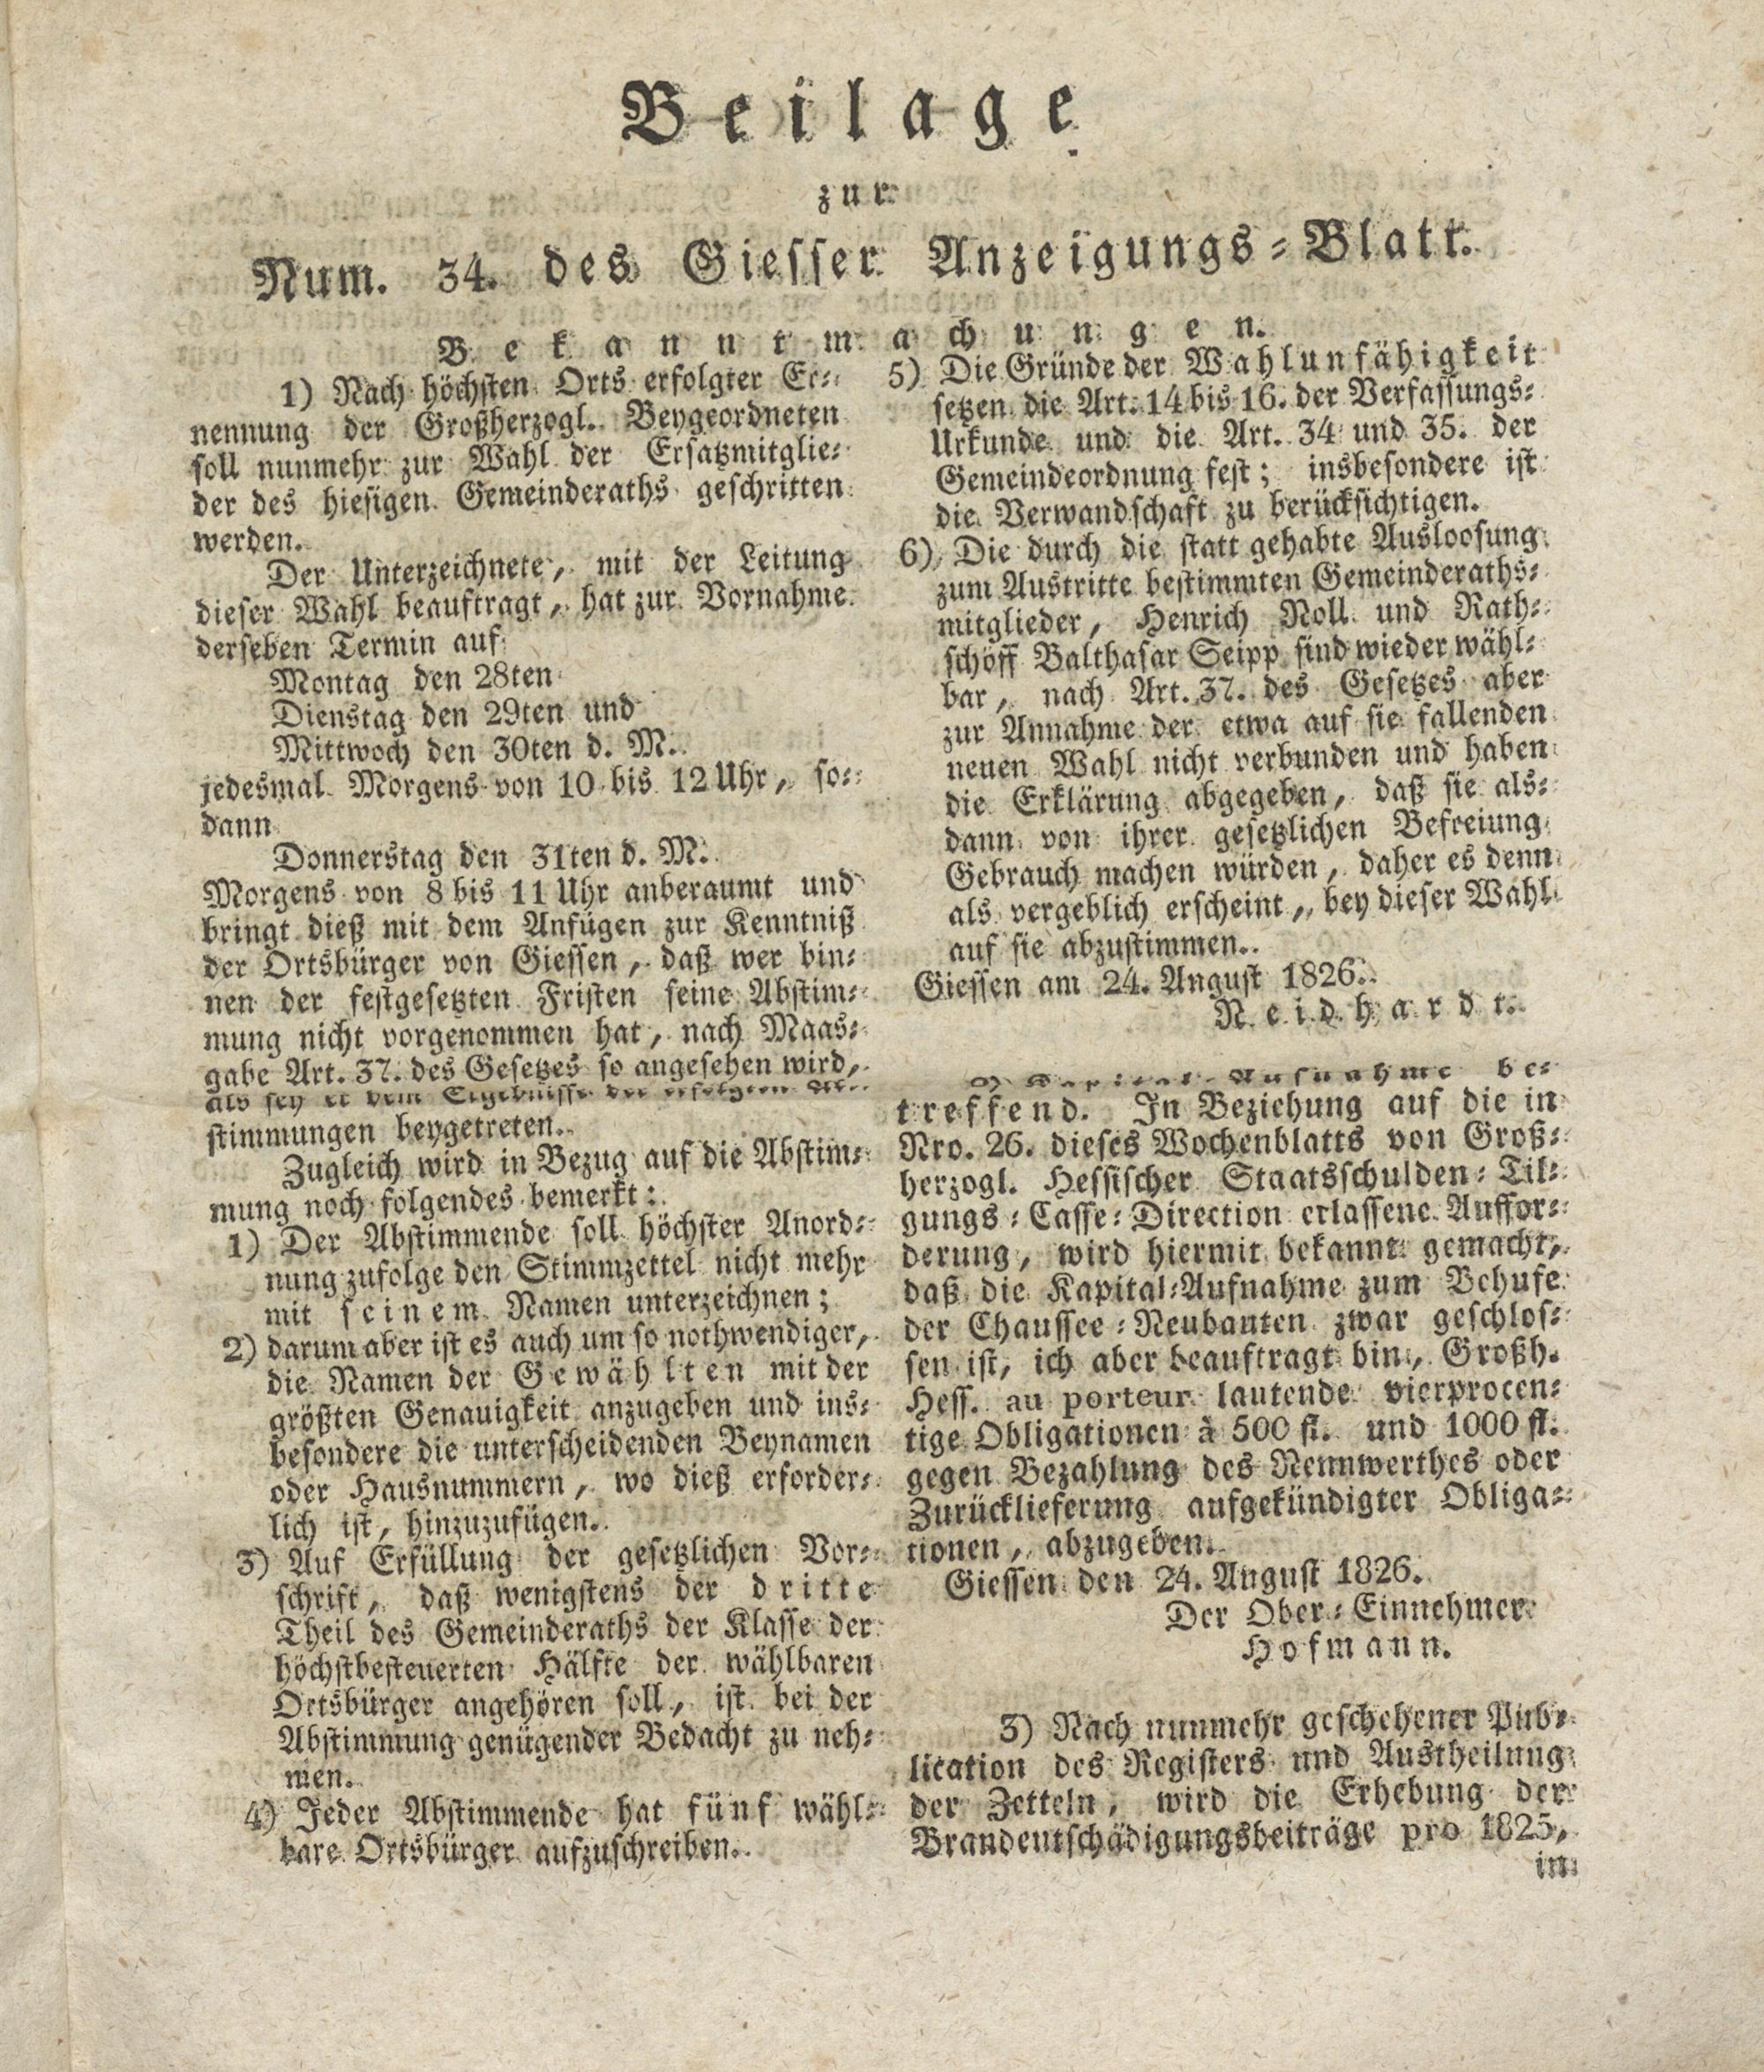 Beilage
zur
Num. 34. des Giesser Anzeigungs-Blatt.
Bekanntmachungen.
1) Nach höchsten Orts erfolgter Er-
nennung der Großherzogl. Beygeordneten
soll nunmehr zur Wahl der Ersatzmitglie-
der des hiesigen Gemeinderaths geschritten
werden.
Der Unterzeichnete, mit der Leitung
dieser Wahl beauftragt, hat zur Vornahme
derseben Termin auf
Montag den 28ten
Dienstag den 29ten und
Mittwoch den 30ten d. M.
jedesmal Morgens von 10 bis 12 Uhr, so-
dann
Donnerstag den 31ten d. M.
Morgens von 8 bis 11 Uhr anberaumt und
bringt dieß mit dem Anfügen zur Kenntniß
der Ortsbürger von Giessen, daß wer bin-
nen der festgesetzten Fristen seine Abstim-
mung nicht vorgenommen hat, nach Maas-
gabe Art. 37. des Gesetzes so angesehen wird,
als sey er dem Ergebnisse der erfolgten Ab-
stimmungen beygetreten.
Zugleich wird in Bezug auf die Abstim-
mung noch folgendes bemerkt:
1) Der Abstimmende soll höchster Anord-
nung zufolge den Stimmzettel nicht mehr
mit seinem Namen unterzeichnen;
2) darum aber ist es auch um so nothwendiger,
die Namen der Gewählten mit der
größten Genauigkeit anzugeben und ins-
besondere die unterscheidenden Beynamen
oder Hausnummern, wo dieß erforder-
lich ist, hinzuzufügen.
3) Auf Erfüllung der gesetzlichen Vor-
schrift, daß wenigstens der dritte
Theil des Gemeinderaths der Klasse der
höchstbesteuerten Hälfte der wählbaren
Ortsbürger angehören soll, ist bei der
Abstimmung genügender Bedacht zu neh-
men.
4) Jeder Abstimmende hat fünf wähl-
bare Ortsbürger aufzuschreiben.
5) Die Gründe der Wahlunfähigkeit
setzen die Art. 14 bis 16. der Verfassungs-
Urkunde und die Art. 34 und 35. der
Gemeindeordnung fest; insbesondere ist
die Verwandschaft zu berücksichtigen.
6) Die durch die statt gehabte Ausloosung
zum Austritte bestimmten Gemeinderaths-
mitglieder, Henrich Noll und Rath-
schöff Balthasar Seipp sind wieder wähl-
bar, nach Art. 37. des Gesetzes aber
zur Annahme der etwa auf sie fallenden
neuen Wahl nicht verbunden und haben
die Erklärung abgegeben, daß sie als-
dann von ihrer gesetzlichen Befreiung
Gebrauch machen würden, daher es denn
als vergeblich erscheint, bey dieser Wahl
auf sie abzustimmen.
Giessen am 24. August 1826.
Neidhardt.
2) Kapital-Aufnahme be-
treffend. In Beziehung auf die in
Nro. 26. dieses Wochenblatts von Groß-
herzogl. Hessischer Staatsschulden-Til-
gungs-Casse-Direction erlassene Auffor-
derung, wird hiermit bekannt gemacht,
daß die Kapital-Aufnahme zum Behufe
der Chaussee-Neubauten zwar geschlos-
sen ist, ich aber beauftragt bin, Großh.
Hess. au porteur lautende vierprocen-
tige Obligationen à 500 fl. und 1000 fl.
gegen Bezahlung des Nennwerthes oder
Zurücklieferung aufgekündigter Obliga-
tionen, abzugeben.
Giessen den 24. August 1826.
Der Ober-Einnehmer
Hofmann.
3) Nach nunmehr geschehener Pub-
lication des Registers und Austheilung
der Zetteln, wird die Erhebung der
Brandentschädigungsbeiträge pro 1825,
in